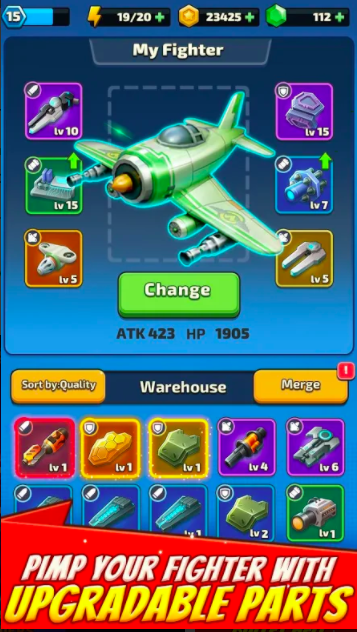 15 19/20 + 23425 + 112 +
My Fighter
lv 10 lv 15
lv 15 lv 7
lv 5 lv 5
Change
ATK 423 HP 1905
Sort by:Quality Warehouse Merge !
lv 1 lv 1 lv 1 lv 4 lv 6
lv 1 lv 2 lv 1
PIMP YOUR FIGHTER WITH
UPGRADABLE PARTS